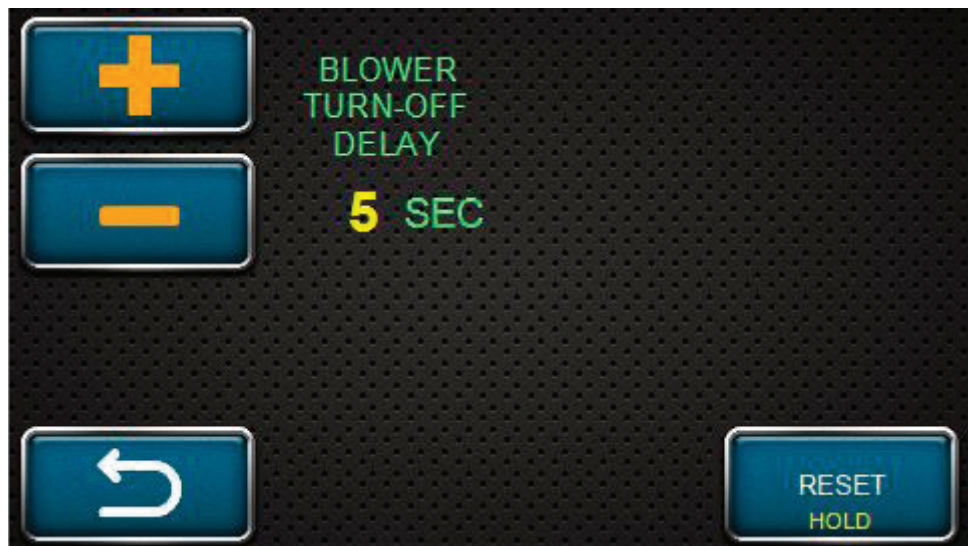 BLOWER
TURN-OFF
DELAY
5 SEC
RESET
HOLD